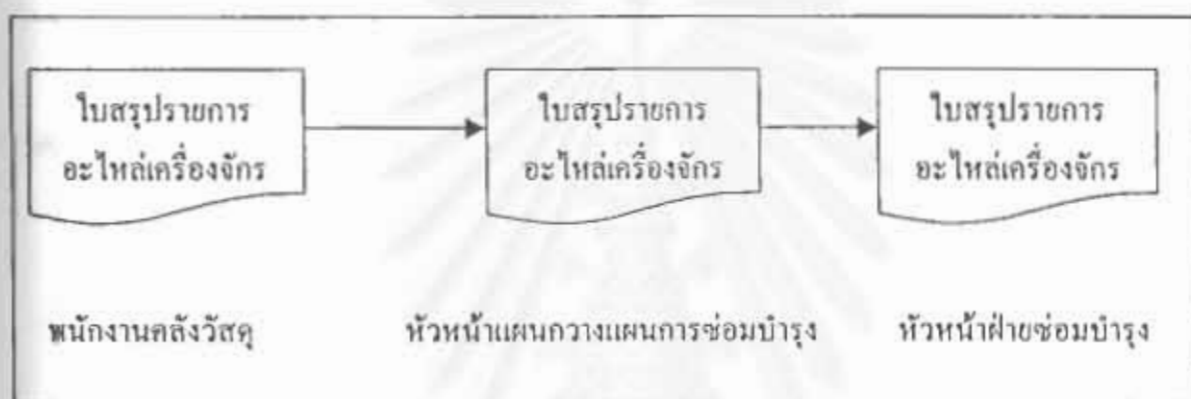 ใบสรุปรายการ
อะไหล่เครื่องจักร
ใบสรุปรายการ
อะไหล่เครื่องจักร
ใบสรุปรายการ
อะไหล่เครื่องจักร
พนักงานคลังวัสดุ
หัวหน้าแผนกวางแผนการซ่อมบำรุง
หัวหน้าฝ่ายซ่อมบำรุง